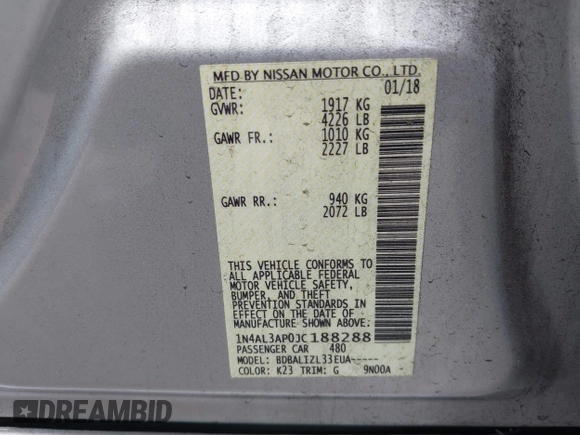 MFD BY NISSAN MOTOR CO., LTD.
DATE: 01/18
GVWR: 1917 KG
4226 LB
GAWR FR.: 1010 KG
2227 LB
GAWR RR.: 940 KG
2072 LB
THIS VEHICLE CONFORMS TO
ALL APPLICABLE FEDERAL
MOTOR VEHICLE SAFETY,
BUMPER, AND THEFT
PREVENTION STANDARDS IN
EFFECT ON THE DATE OF
MANUFACTURE SHOWN ABOVE.
1N4AL3AP0JC188288
PASSENGER CAR 480
MODEL: BDBALIZL33EUA-----
COLOR: K23 TRIM: G 9N00A
DREAMBID